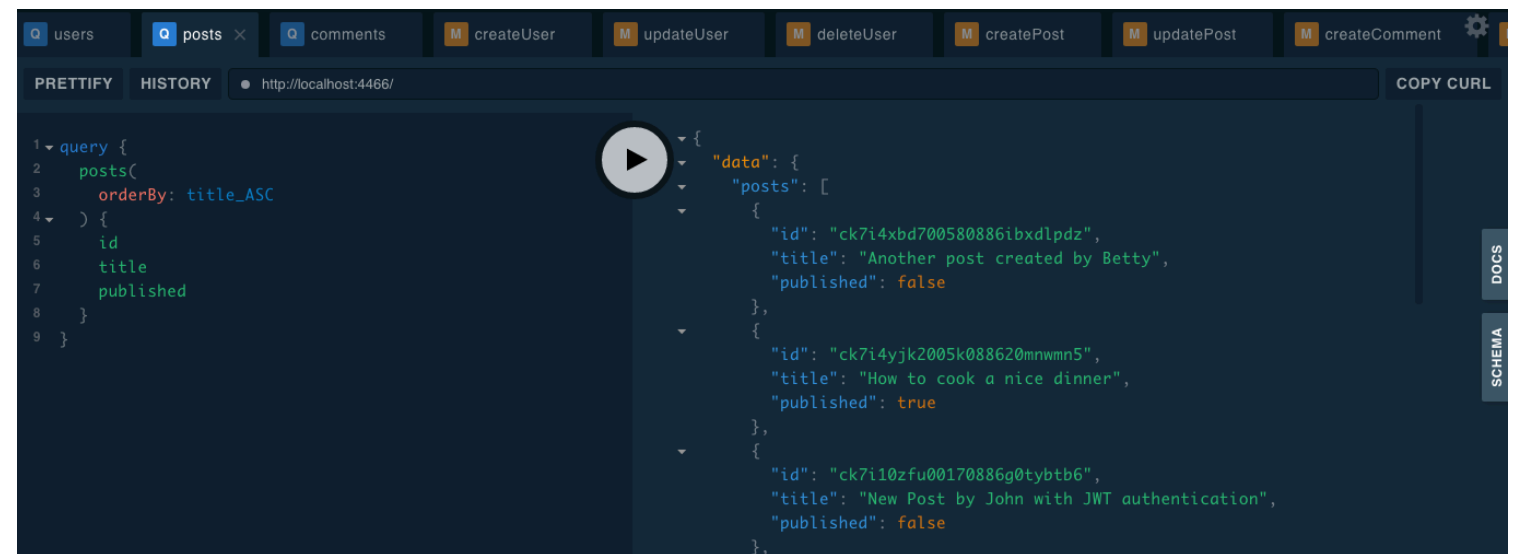 Q users Q posts × Q comments M createUser M updateUser M deleteUser M createPost M updatePost M createComment
PRETTIFY HISTORY http://localhost:4466/ COPY CURL
1 query {
2 posts(
3 orderBy: title_ASC
4 ) {
5 id
6 title
7 published
8 }
9 }
{
"data": {
"posts": [
{
"id": "ck7i4xbd700580886ibxdlpdz",
"title": "Another post created by Betty",
"published": false
},
{
"id": "ck7i4yjk2005k088620mnwmn5",
"title": "How to cook a nice dinner",
"published": true
},
{
"id": "ck7i10zfu00170886g0tybtb6",
"title": "New Post by John with JWT authentication",
"published": false
},
DOCS
SCHEMA